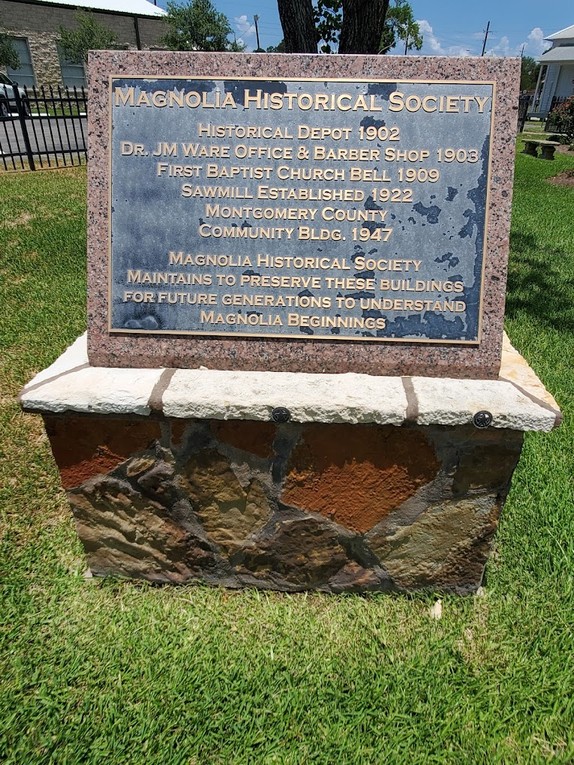 Magnolia Historical Society
Historical Depot 1902
Dr. JM Ware Office & Barber Shop 1903
First Baptist Church Bell 1909
Sawmill Established 1922
Montgomery County
Community Bldg. 1947
Magnolia Historical Society
Maintains to preserve these buildings
for future generations to understand
Magnolia Beginnings